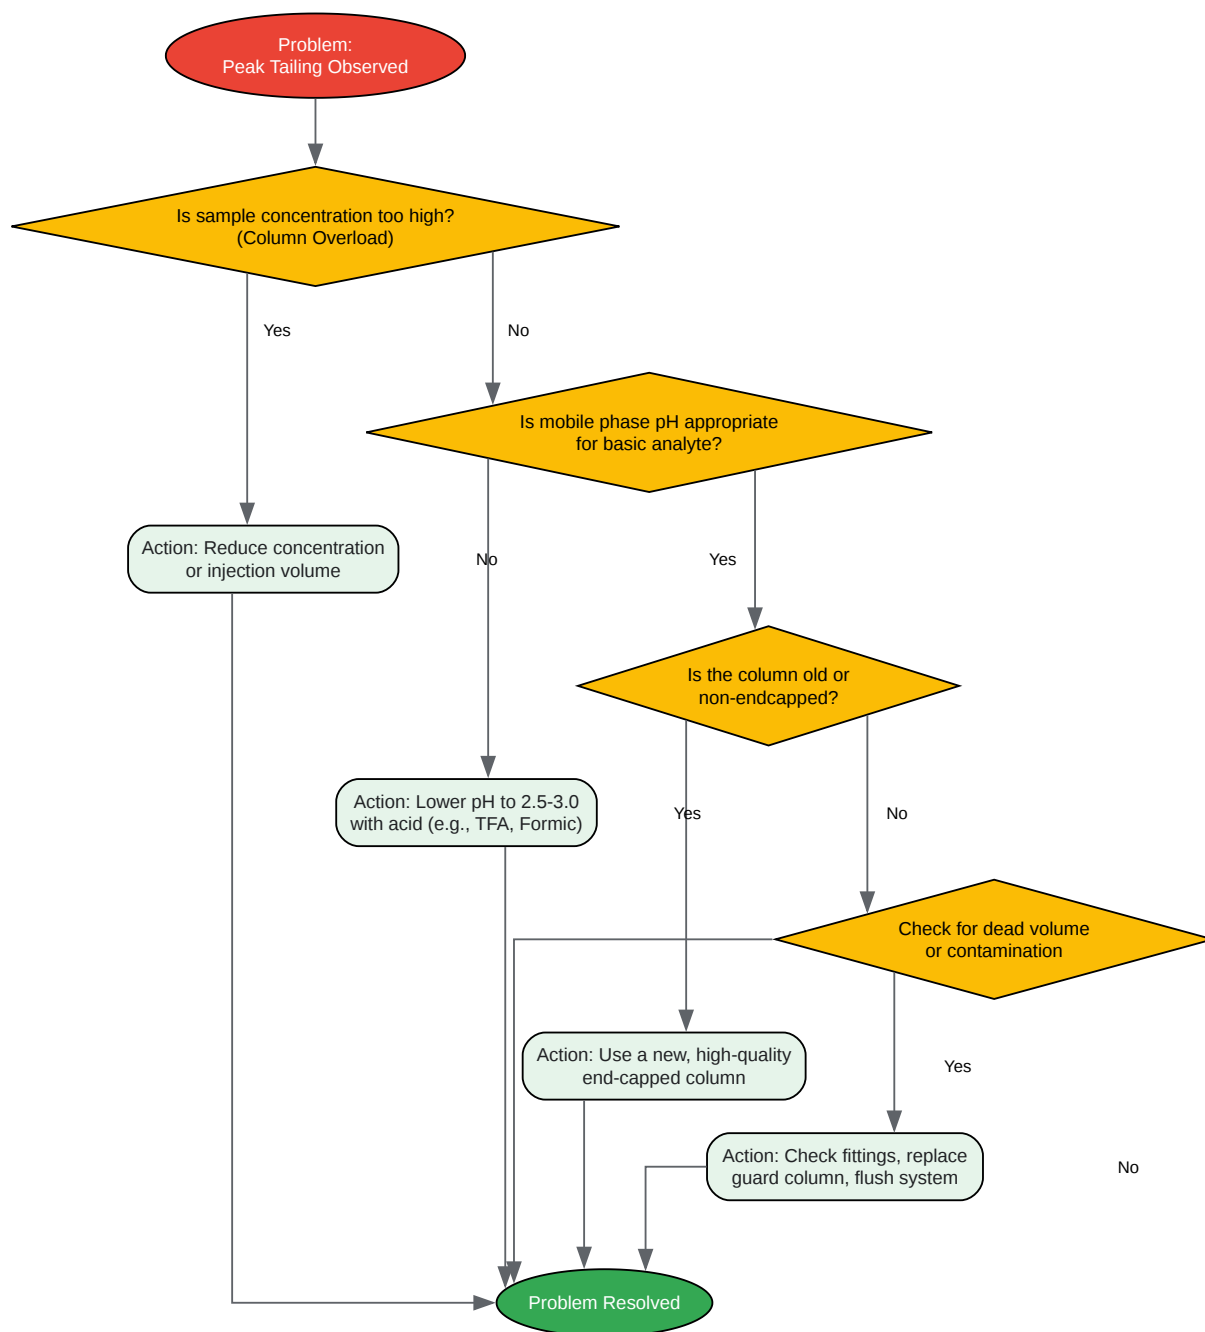 Problem:
Peak Tailing Observed
Is sample concentration too high?
(Column Overload)
Yes
No
Is mobile phase pH appropriate
for basic analyte?
Action: Reduce concentration
or injection volume
No
Yes
Is the column old or
non-endcapped?
Action: Lower pH to 2.5-3.0
with acid (e.g., TFA, Formic)
Yes
No
Check for dead volume
or contamination
Action: Use a new, high-quality
end-capped column
Yes
Action: Check fittings, replace
guard column, flush system
No
Problem Resolved